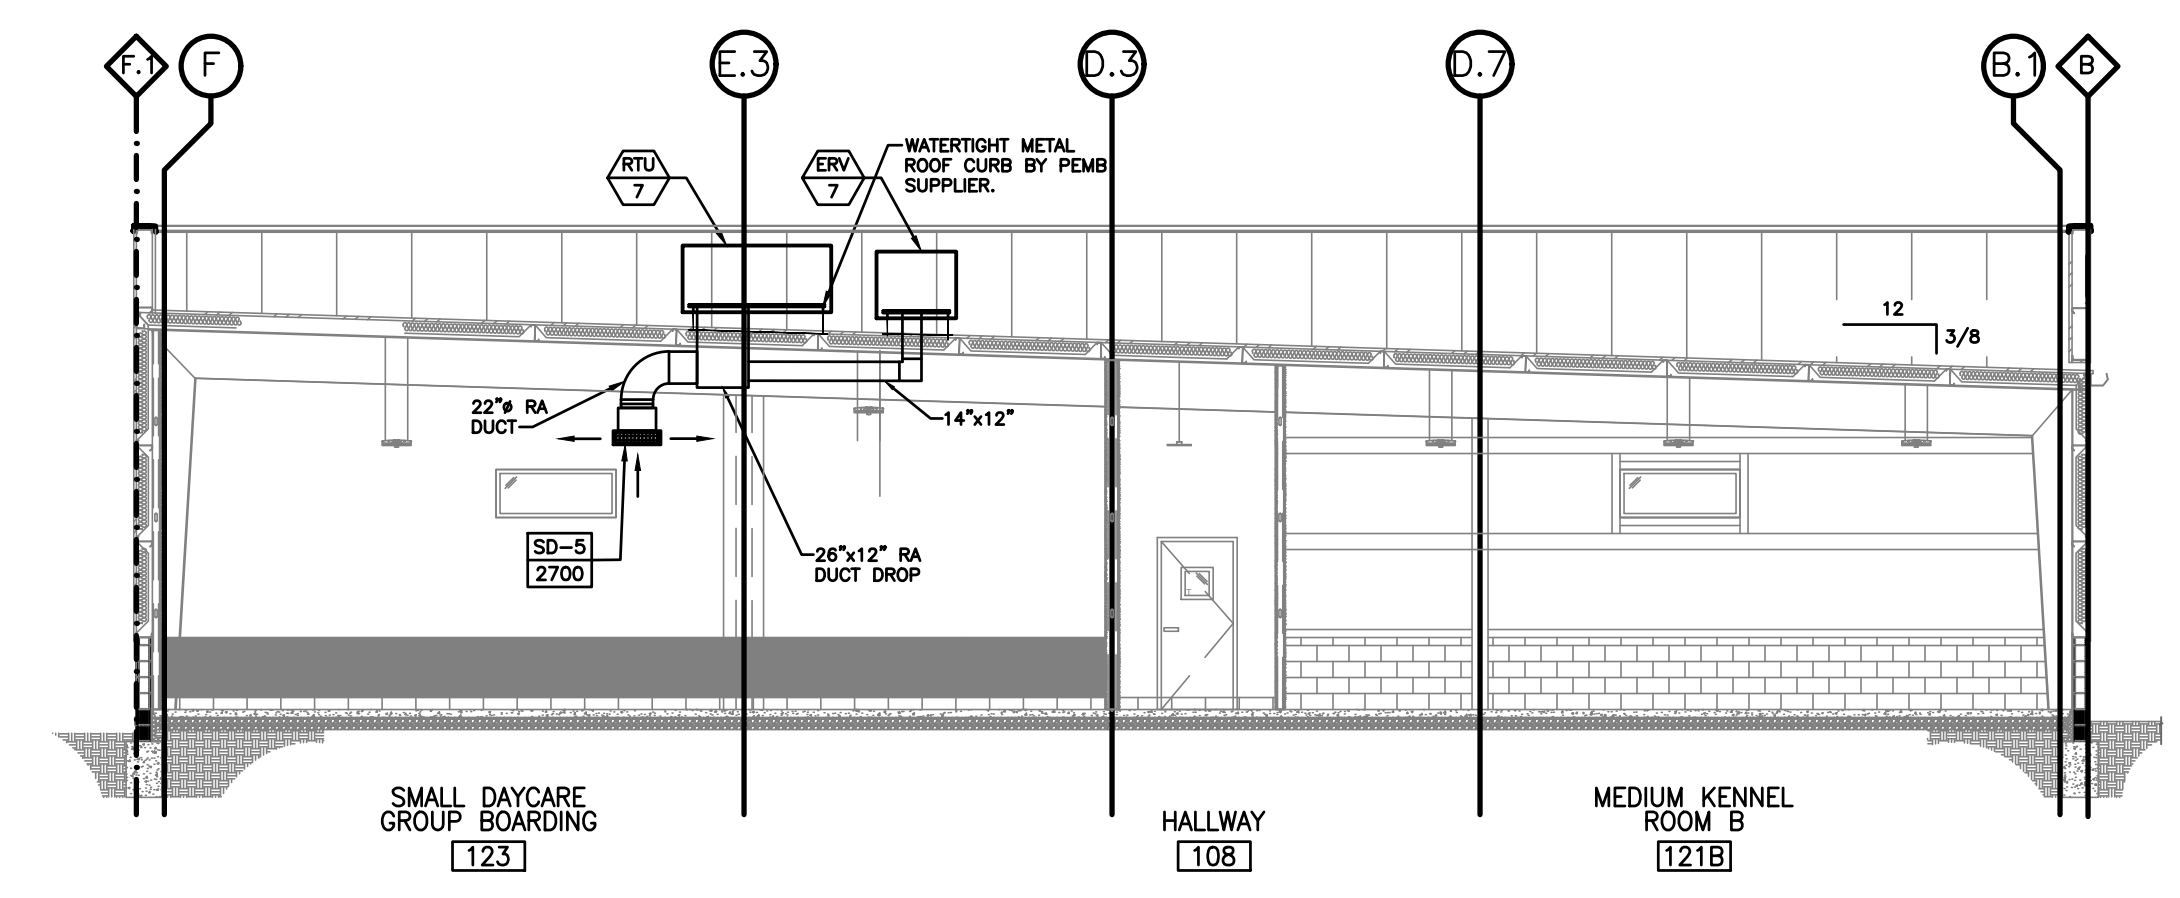 F.1
F
E.3
D.3
D.7
B.1
B
RTU
7
ERV
7
WATERTIGHT METAL
ROOF CURB BY PEMB
SUPPLIER.
12
3/8
22"ø RA
DUCT
14"x12"
SD-5
2700
26"x12" RA
DUCT DROP
SMALL DAYCARE
GROUP BOARDING
123
HALLWAY
108
MEDIUM KENNEL
ROOM B
121B